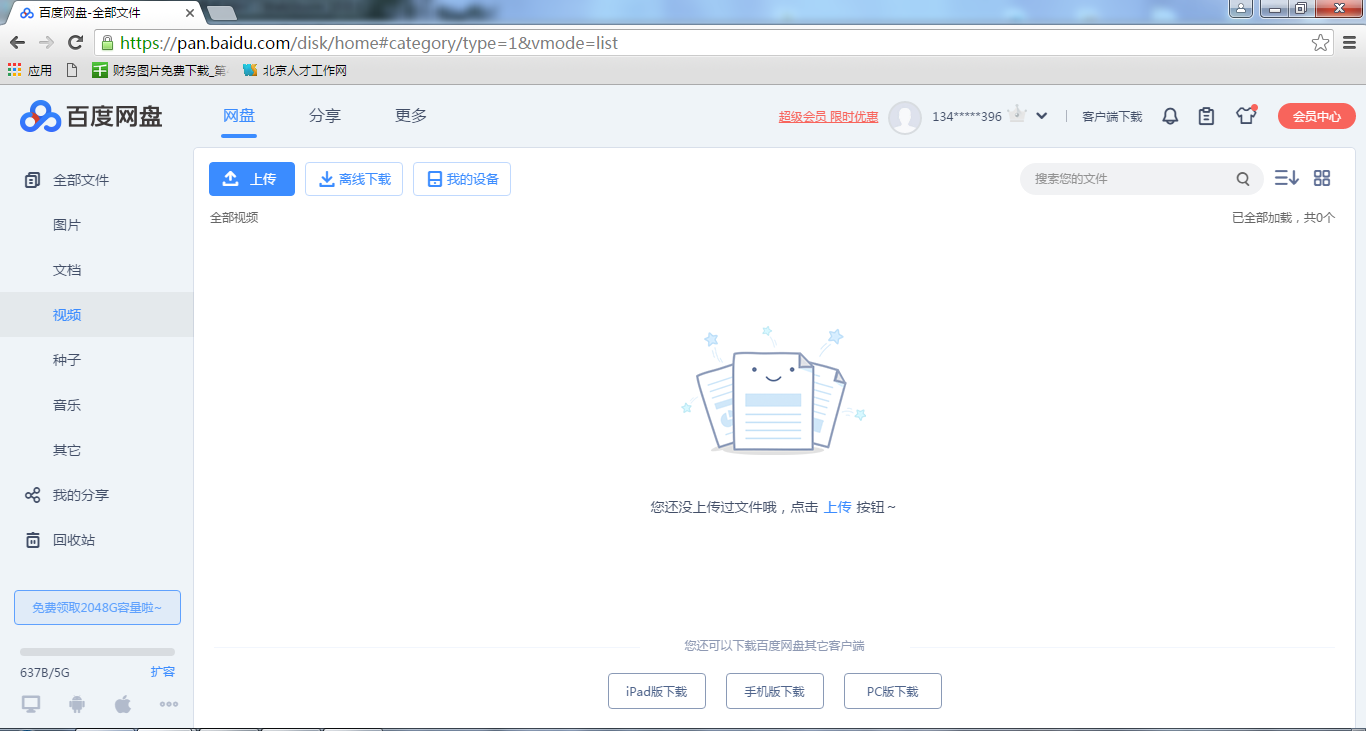 百度网盘-全部文件
https://pan.baidu.com/disk/home#category/type=1&vmode=list
应用 财务图片免费下载_第 北京人才工作网
百度网盘 网盘 分享 更多 超级会员 限时优惠 134*****396 客户端下载 会员中心
全部文件
图片
文档
视频
种子
音乐
其它
我的分享
回收站
免费领取2048G容量啦~
637B/5G 扩容
上传 离线下载 我的设备 搜索您的文件
全部视频 已全部加载，共0个
您还没上传过文件哦，点击 上传 按钮～
您还可以下载百度网盘其它客户端
iPad版下载 手机版下载 PC版下载